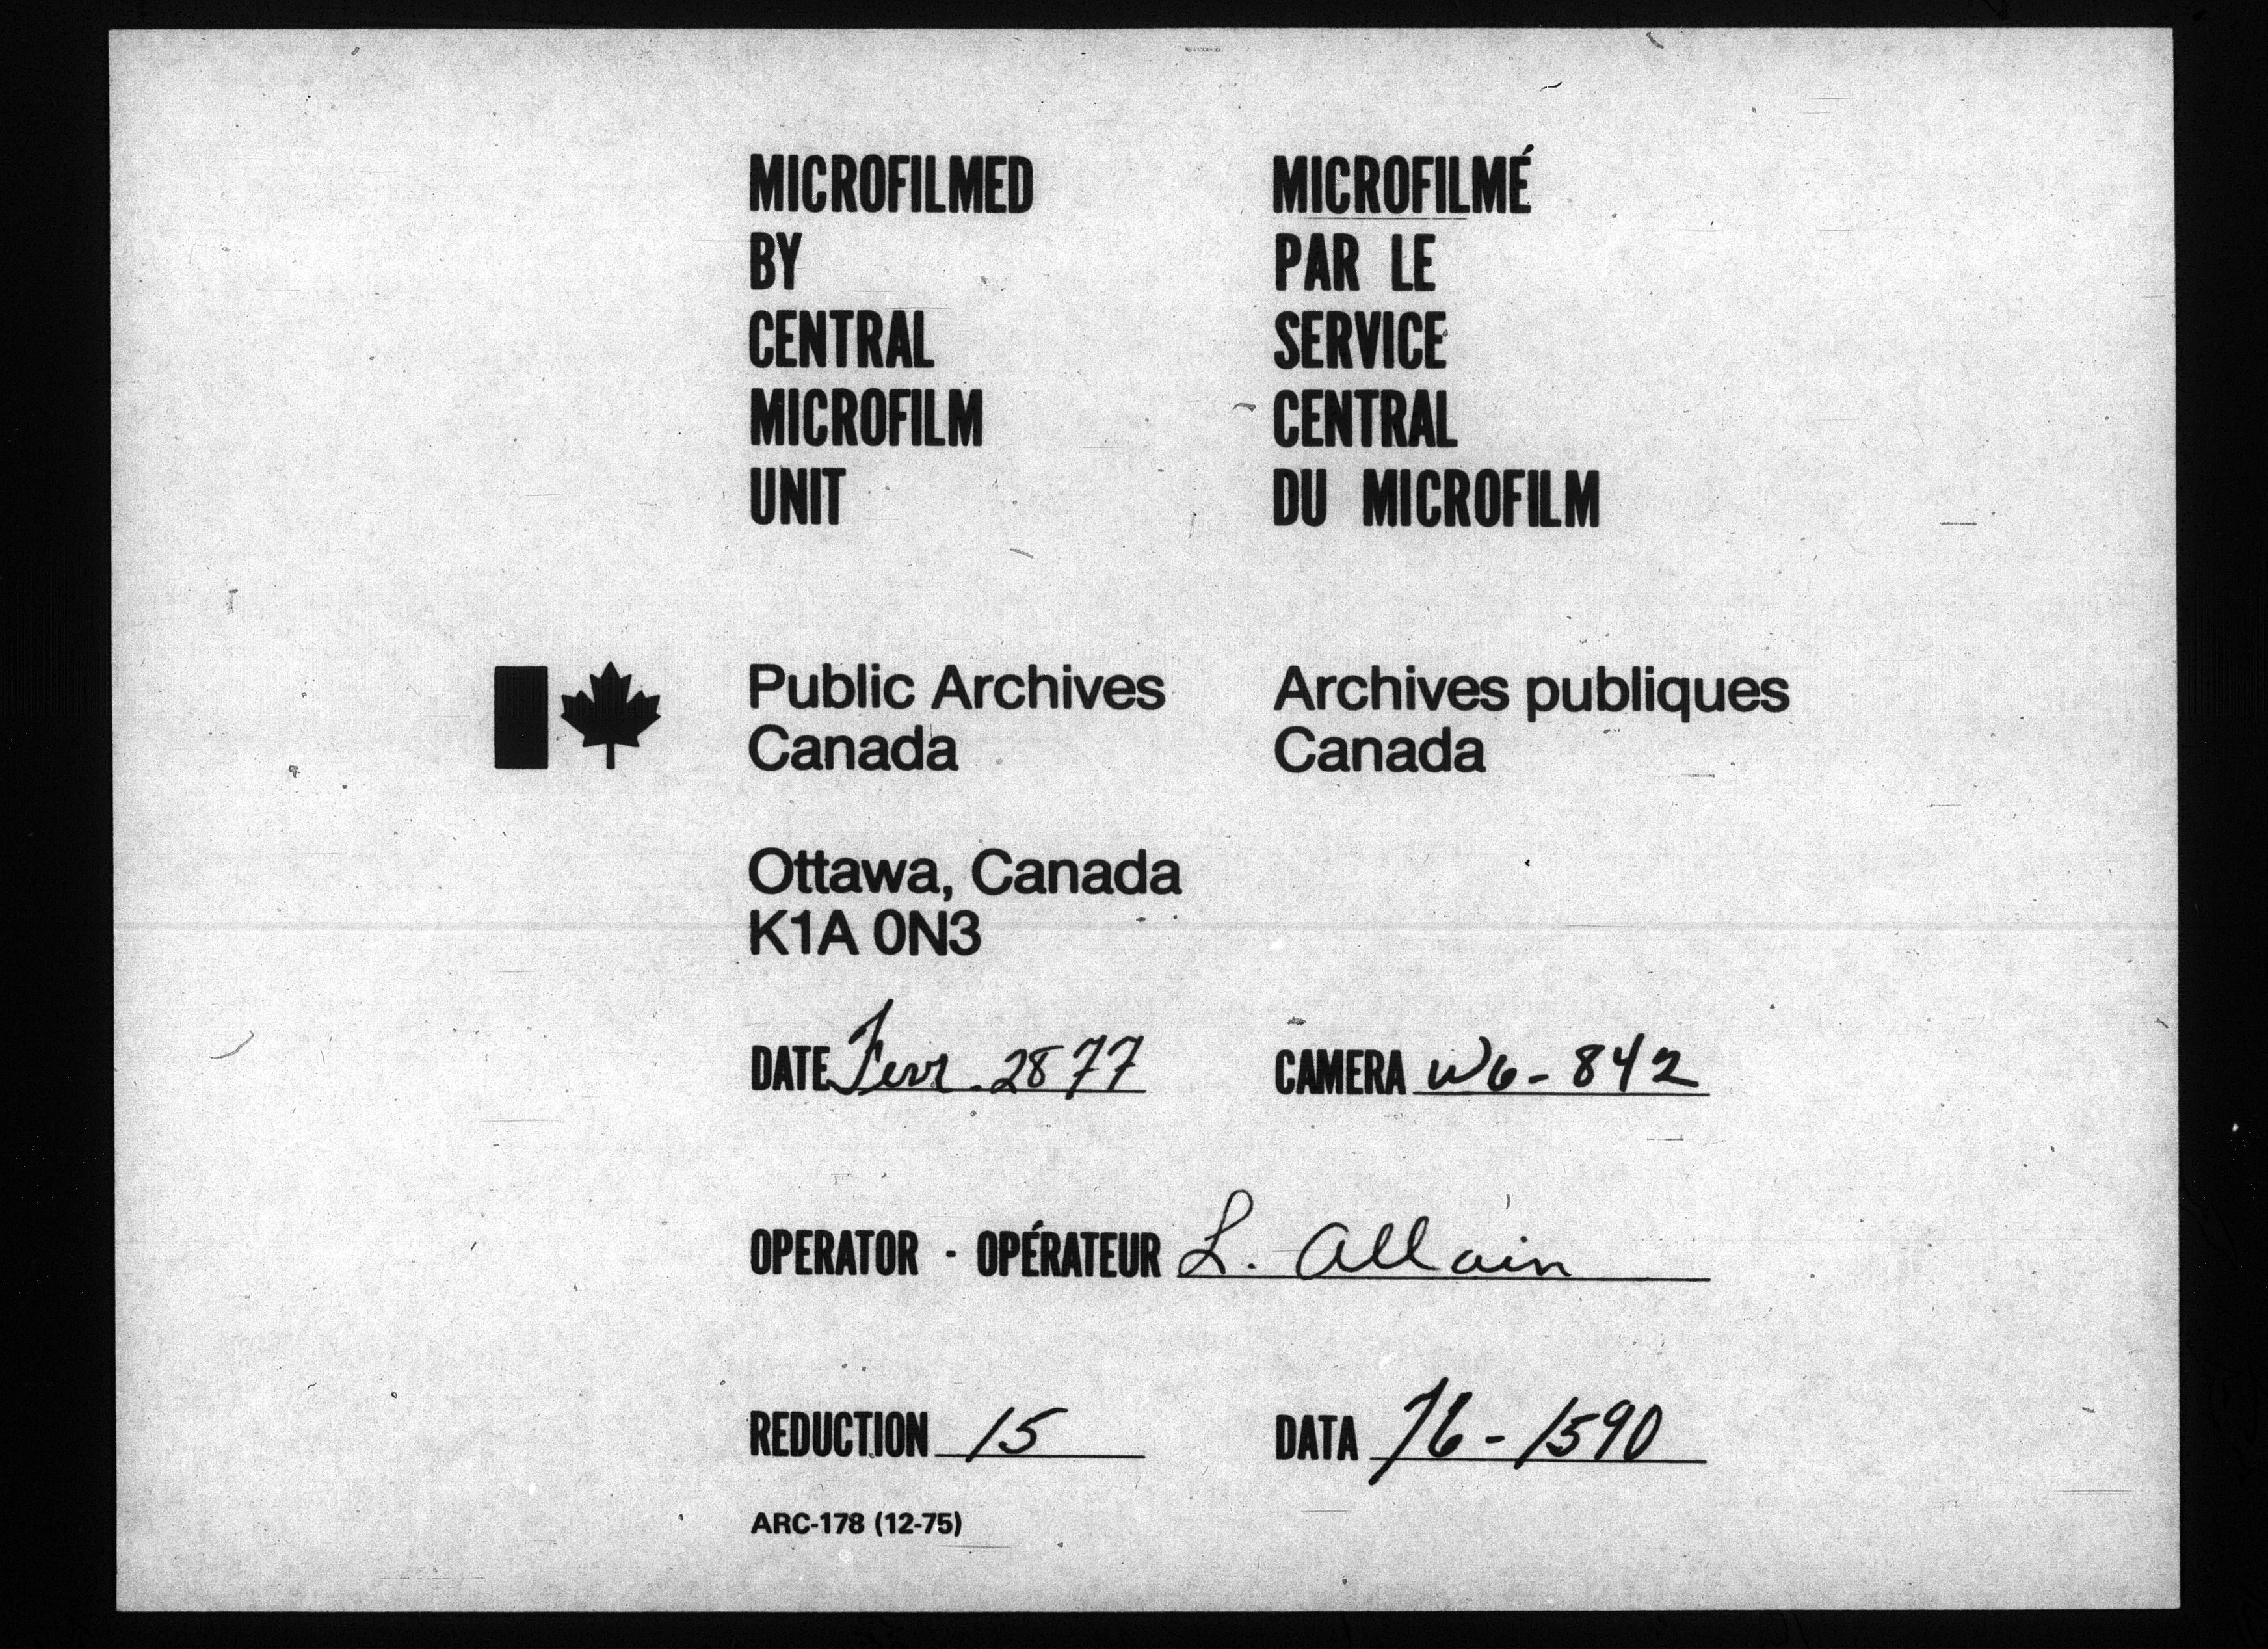 MICROFILMED
BY
CENTRAL
MICROFILM
UNIT
MICROFILMÉ
PAR LE
SERVICE
CENTRAL
DU MICROFILM
Public Archives
Canada
Archives publiques
Canada
Ottawa, Canada
K1A 0N3
DATE Fevr. 28 77
CAMERA W6-842
OPERATOR - OPÉRATEUR L. Allain
REDUCTION 15
DATA 76-1590
ARC-178 (12-75)